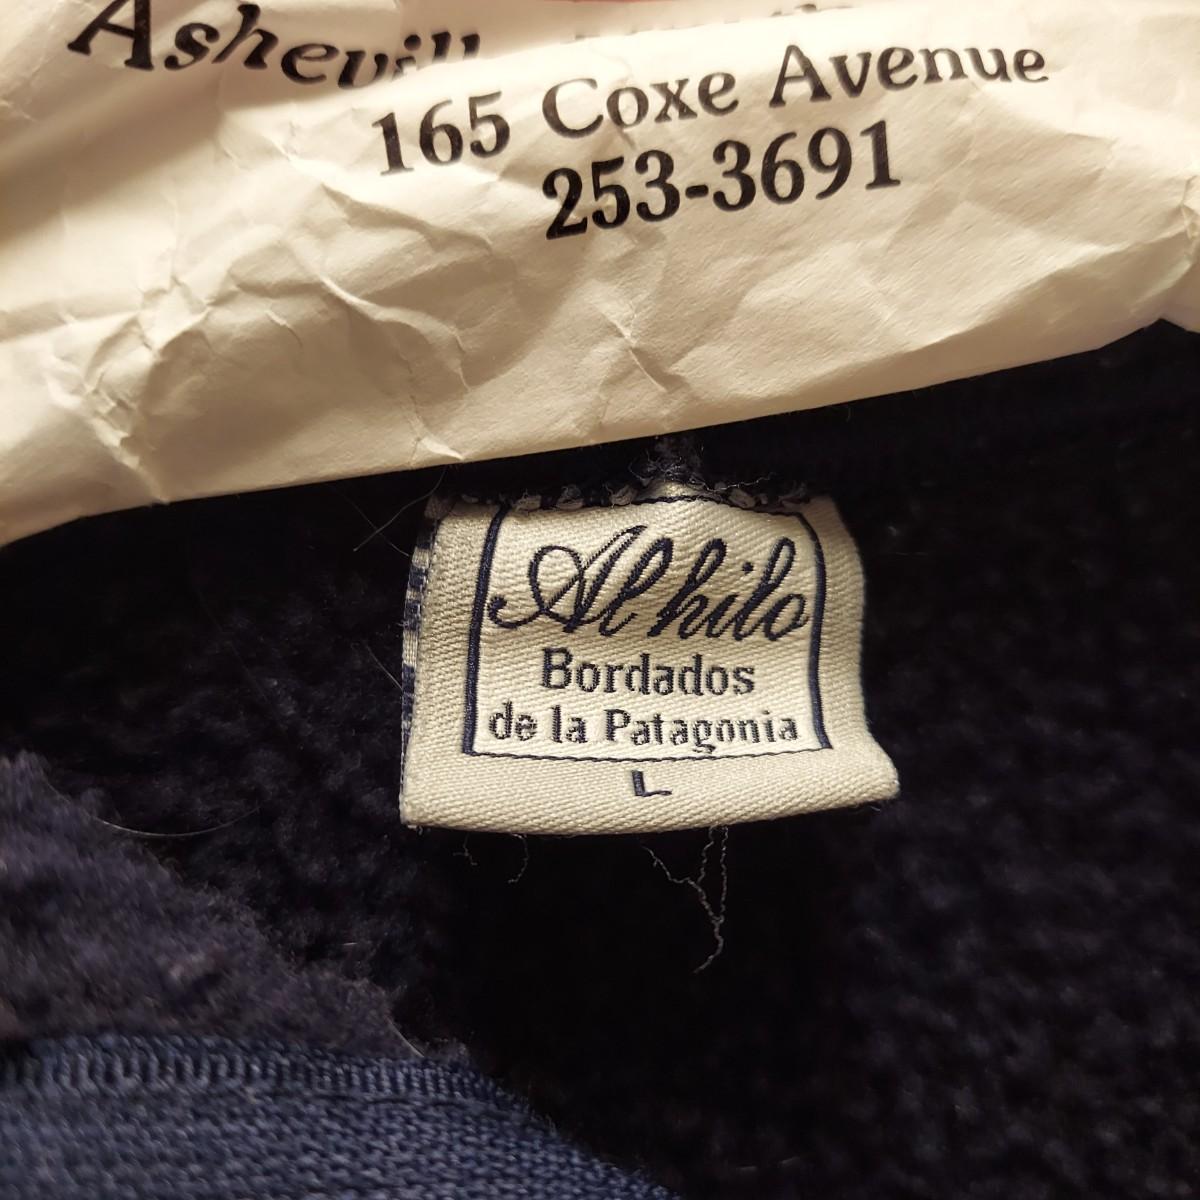 165 Coxe Avenue
253-3691
Al hilo
Bordados
de la Patagonia
L